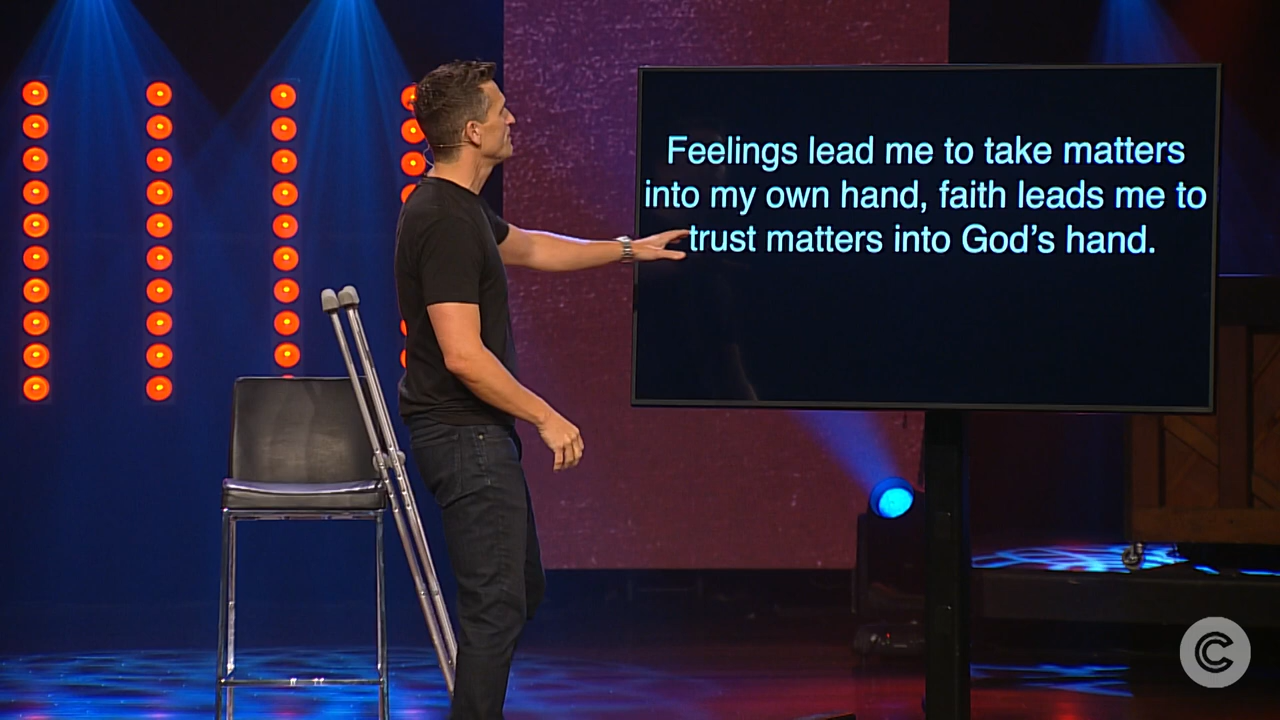 Feelings lead me to take matters
into my own hand, faith leads me to
trust matters into God's hand.
C